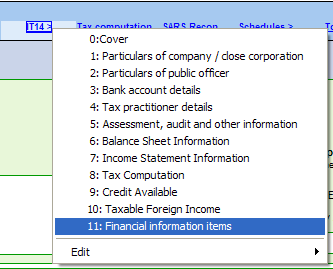 IT14 > Tax computation SARS Recon Schedules > To
0:Cover
1: Particulars of company / close corporation
2: Particulars of public officer
3: Bank account details
4: Tax practitioner details
5: Assessment, audit and other information
6: Balance Sheet Information
7: Income Statement Information
8: Tax Computation
9: Credit Available
10: Taxable Foreign Income
11: Financial information items
Edit